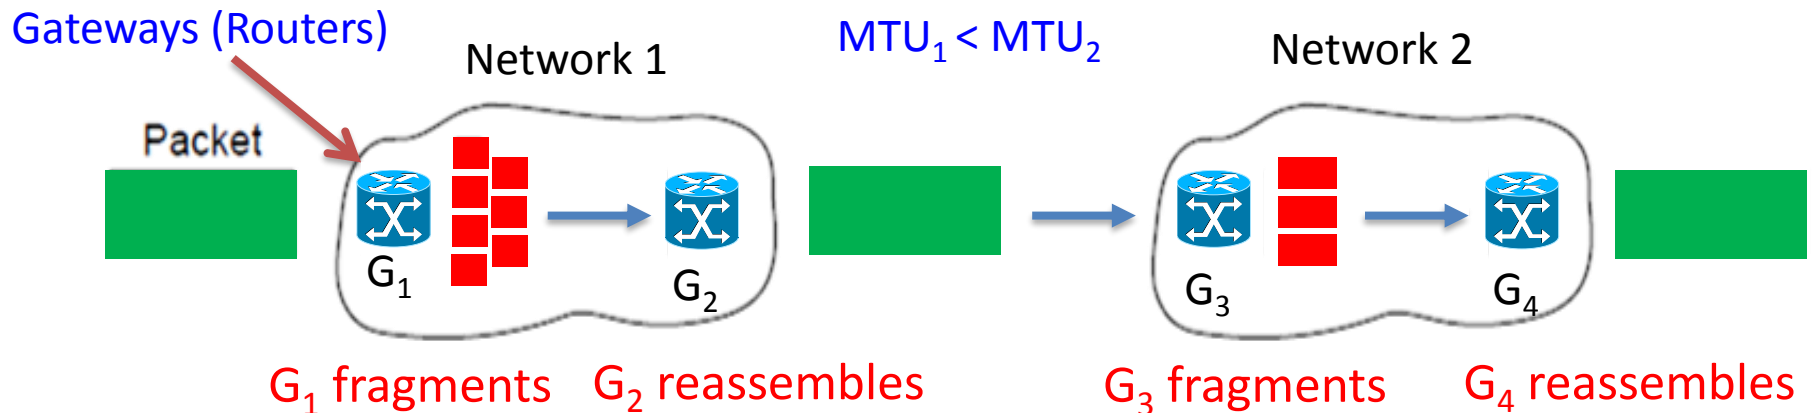 Gateways (Routers)
MTU₁ < MTU₂
Network 1
Network 2
Packet
G₁
G₂
G₃
G₄
G₁ fragments
G₂ reassembles
G₃ fragments
G₄ reassembles